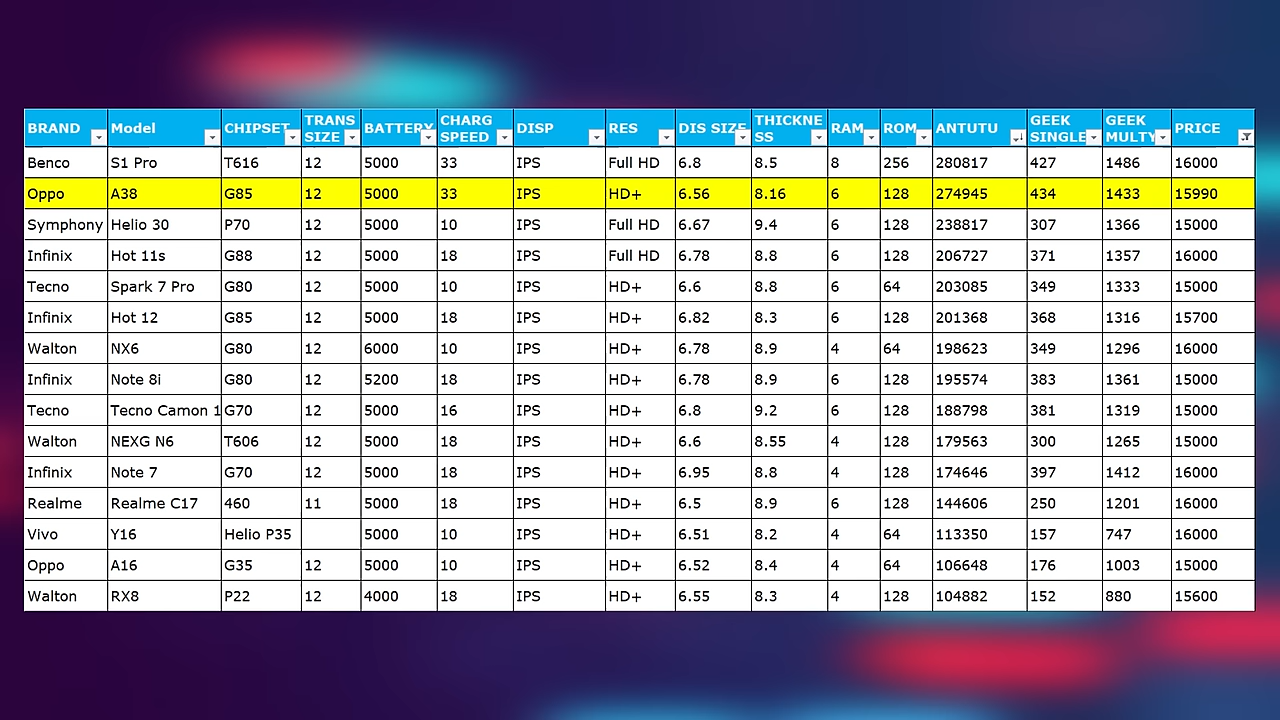 BRAND Model CHIPSET TRANS SIZE BATTERY CHARG SPEED DISP RES DIS SIZE THICKNE SS RAM ROM ANTUTU GEEK SINGLE GEEK MULTY PRICE
Benco S1 Pro T616 12 5000 33 IPS Full HD 6.8 8.5 8 256 280817 427 1486 16000
Oppo A38 G85 12 5000 33 IPS HD+ 6.56 8.16 6 128 274945 434 1433 15990
Symphony Helio 30 P70 12 5000 10 IPS Full HD 6.67 9.4 6 128 238817 307 1366 15000
Infinix Hot 11s G88 12 5000 18 IPS Full HD 6.78 8.8 6 128 206727 371 1357 16000
Tecno Spark 7 Pro G80 12 5000 10 IPS HD+ 6.6 8.8 6 64 203085 349 1333 15000
Infinix Hot 12 G85 12 5000 18 IPS HD+ 6.82 8.3 6 128 201368 368 1316 15700
Walton NX6 G80 12 6000 10 IPS HD+ 6.78 8.9 4 64 198623 349 1296 16000
Infinix Note 8i G80 12 5200 18 IPS HD+ 6.78 8.9 6 128 195574 383 1361 15000
Tecno Tecno Camon 1 G70 12 5000 16 IPS HD+ 6.8 9.2 6 128 188798 381 1319 15000
Walton NEXG N6 T606 12 5000 18 IPS HD+ 6.6 8.55 4 128 179563 300 1265 15000
Infinix Note 7 G70 12 5000 18 IPS HD+ 6.95 8.8 4 128 174646 397 1412 16000
Realme Realme C17 460 11 5000 18 IPS HD+ 6.5 8.9 6 128 144606 250 1201 16000
Vivo Y16 Helio P35 5000 10 IPS HD+ 6.51 8.2 4 64 113350 157 747 16000
Oppo A16 G35 12 5000 10 IPS HD+ 6.52 8.4 4 64 106648 176 1003 15000
Walton RX8 P22 12 4000 18 IPS HD+ 6.55 8.3 4 128 104882 152 880 15600